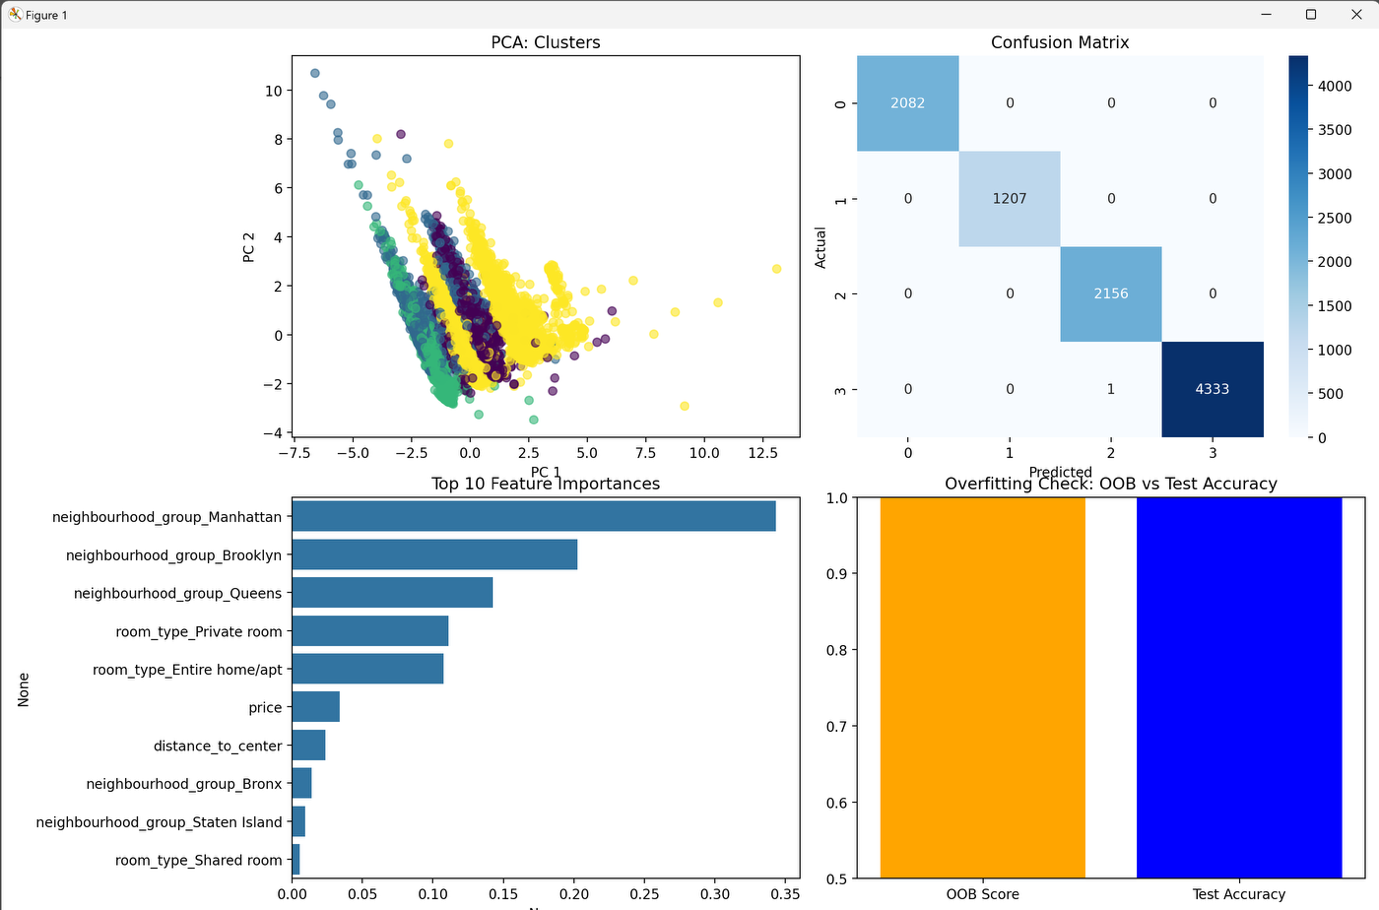 Figure 1
PCA: Clusters
10
8
6
4
2
0
−2
−4
PC 2
−7.5 −5.0 −2.5 0.0 2.5 5.0 7.5 10.0 12.5
PC 1
Confusion Matrix
0 2082 0 0 0
1 0 1207 0 0
2 0 0 2156 0
3 0 0 1 4333
Actual
0 1 2 3
Predicted
4000
3500
3000
2500
2000
1500
1000
500
0
Top 10 Feature Importances
neighbourhood_group_Manhattan
neighbourhood_group_Brooklyn
neighbourhood_group_Queens
room_type_Private room
room_type_Entire home/apt
price
distance_to_center
neighbourhood_group_Bronx
neighbourhood_group_Staten Island
room_type_Shared room
None
0.00 0.05 0.10 0.15 0.20 0.25 0.30 0.35
Overfitting Check: OOB vs Test Accuracy
1.0
0.9
0.8
0.7
0.6
0.5
OOB Score Test Accuracy